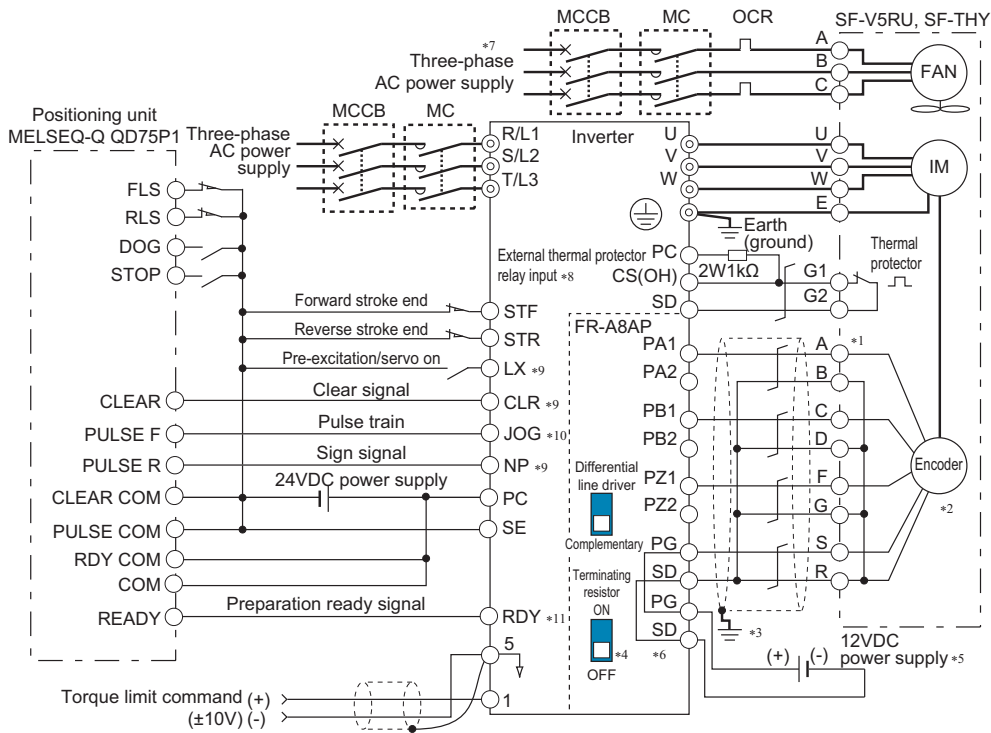 MCCB MC OCR SF-V5RU, SF-THY
*7
Three-phase
AC power supply
A
B
C
FAN
Positioning unit
MELSEQ-Q QD75P1
Three-phase
AC power
supply
MCCB MC
R/L1
S/L2
T/L3
Inverter
U
V
W
U
V
W
E
IM
Earth
(ground)
FLS
RLS
DOG
STOP
External thermal protector
relay input *8
PC
CS(OH)
SD
2W1kΩ
G1
G2
Thermal
protector
Forward stroke end
STF
Reverse stroke end
STR
Pre-excitation/servo on
LX *9
CLEAR
Clear signal
CLR *9
PULSE F
Pulse train
JOG *10
PULSE R
Sign signal
NP *9
CLEAR COM
24VDC power supply
PC
PULSE COM
SE
RDY COM
COM
READY
Preparation ready signal
RDY *11
5
1
Torque limit command (+)
(±10V) (-)
FR-A8AP
PA1
PA2
PB1
PB2
PZ1
PZ2
PG
SD
PG
SD
Differential
line driver
Complementary
Terminating
resistor
ON
*4
OFF
*6
A *1
B
C
D
F
G
S
R
Encoder
*2
*3
(+) (-)
12VDC
power supply *5